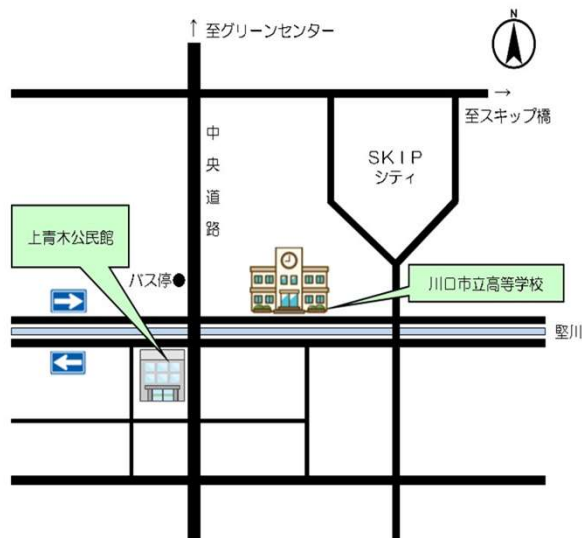 N
↑ 至グリーンセンター
→
至スキップ橋
中央道路
SKIP
シティ
上青木公民館
バス停●
川口市立高等学校
竪川